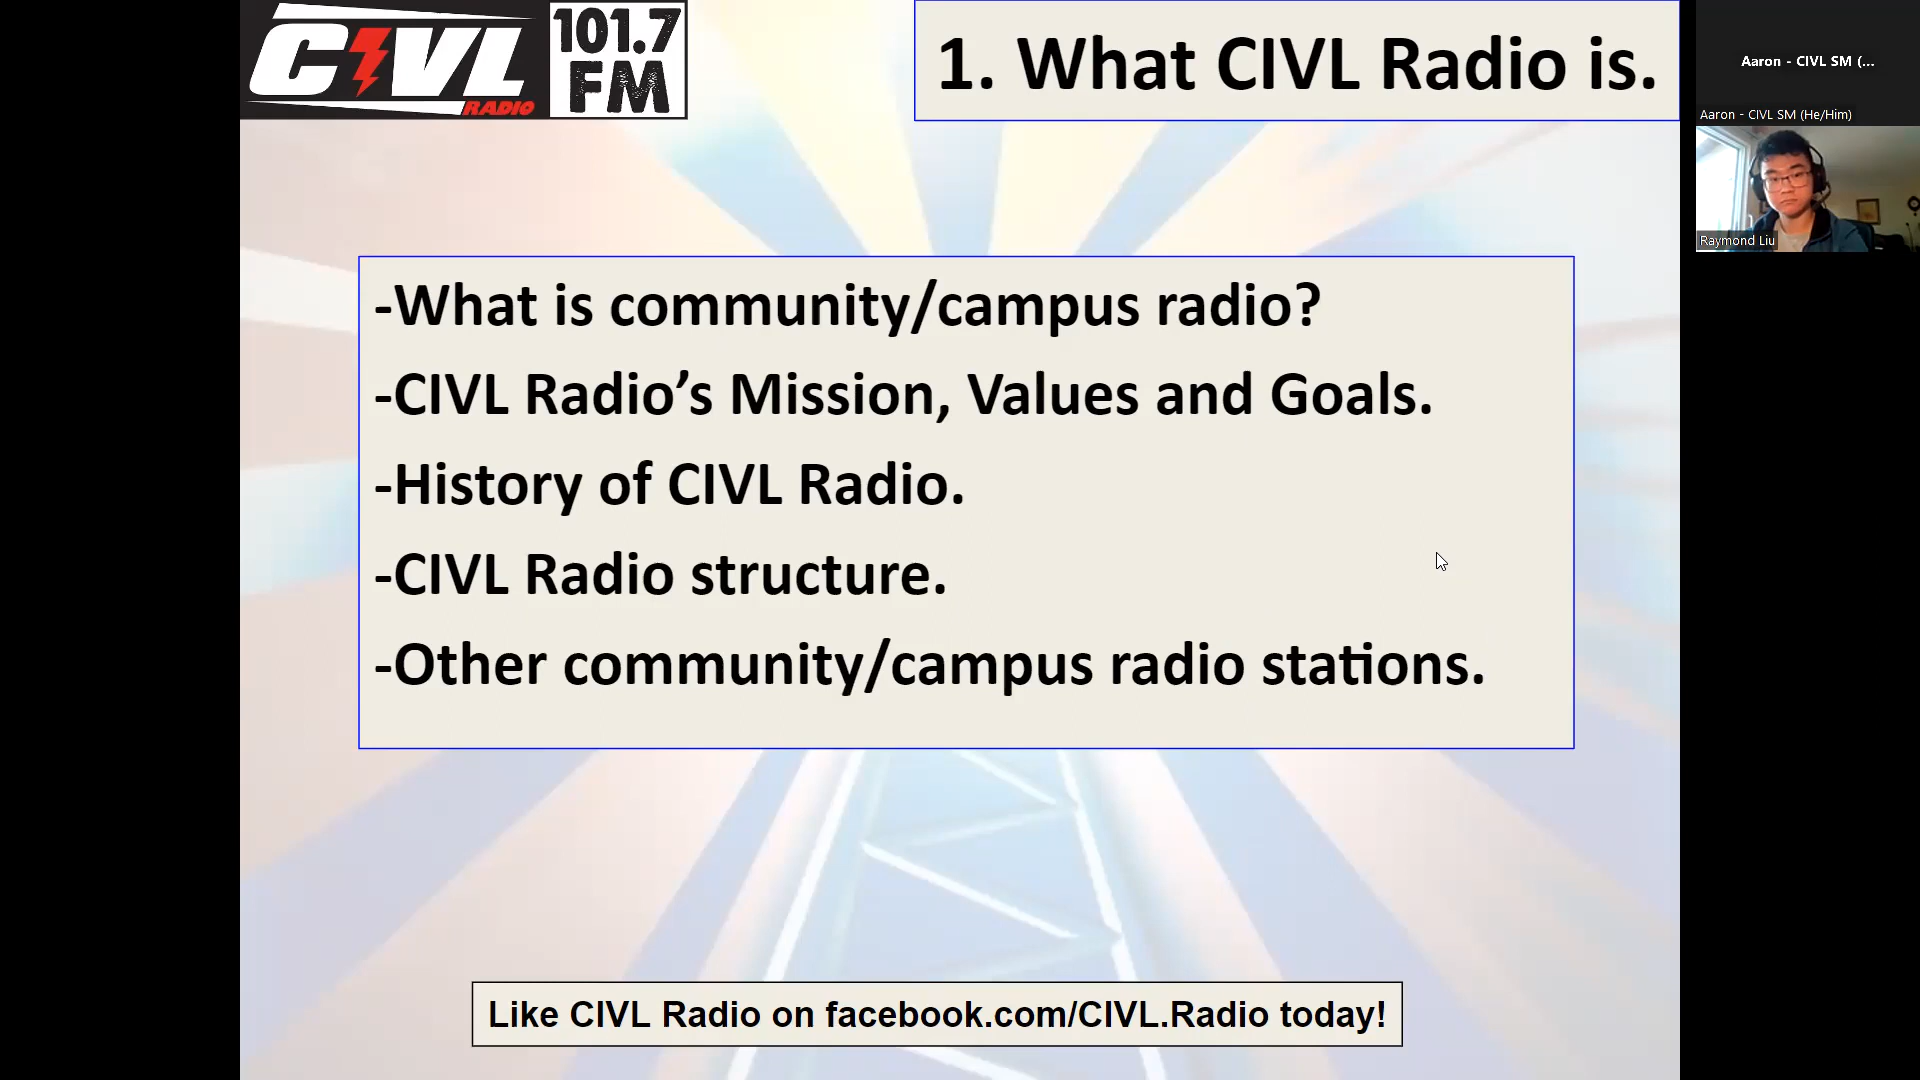 CIVL
RADIO
101.7
FM
1. What CIVL Radio is.
Aaron - CIVL SM (...
Aaron - CIVL SM (He/Him)
Raymond Liu
-What is community/campus radio?
-CIVL Radio’s Mission, Values and Goals.
-History of CIVL Radio.
-CIVL Radio structure.
-Other community/campus radio stations.
Like CIVL Radio on facebook.com/CIVL.Radio today!